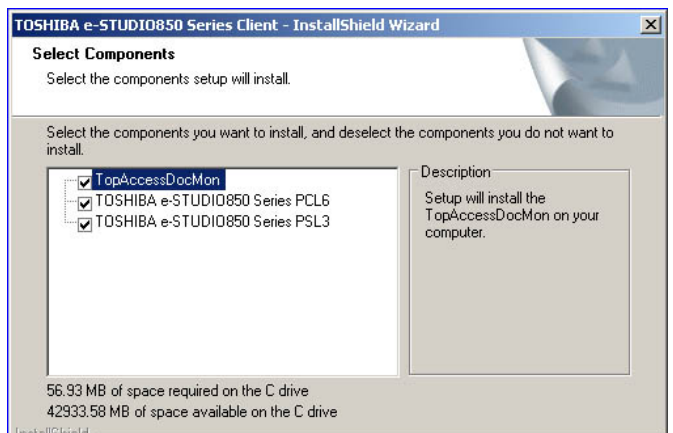 TOSHIBA e-STUDIO850 Series Client - InstallShield Wizard
Select Components
Select the components setup will install.
Select the components you want to install, and deselect the components you do not want to
install.
TopAccessDocMon
TOSHIBA e-STUDIO850 Series PCL6
TOSHIBA e-STUDIO850 Series PSL3
Description
Setup will install the
TopAccessDocMon on your
computer.
56.93 MB of space required on the C drive
42933.58 MB of space available on the C drive
InstallShield